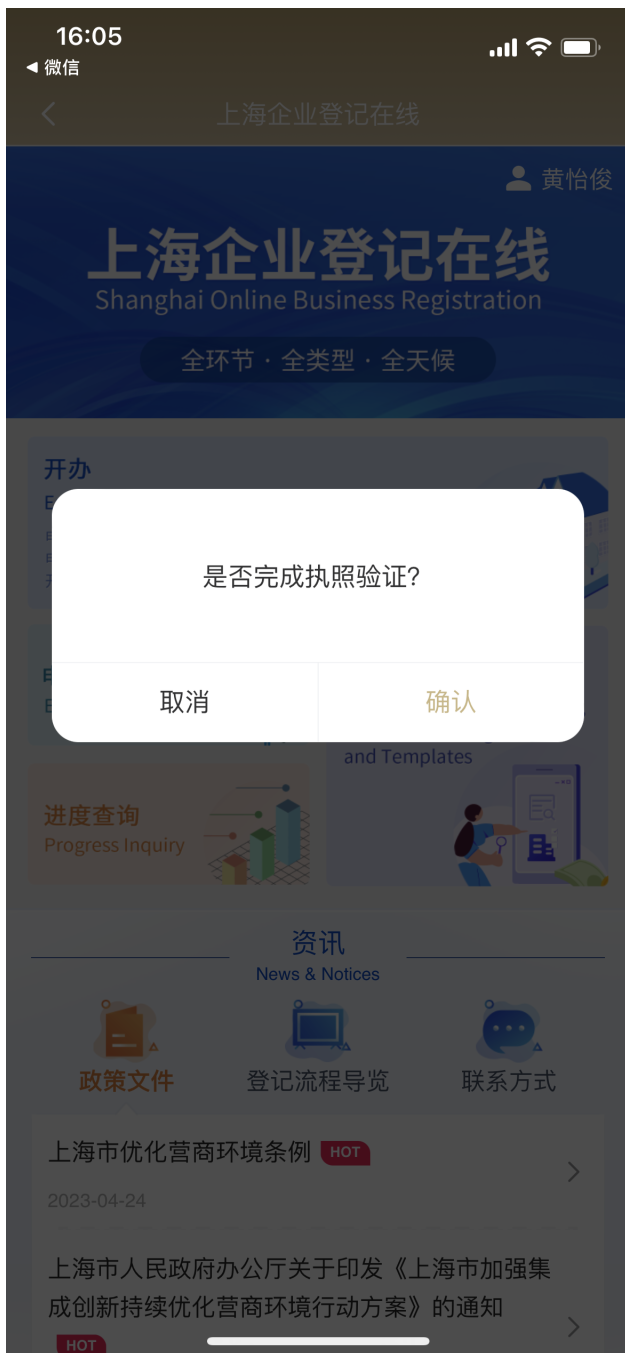 16:05
微信
上海企业登记在线
黄怡俊
上海企业登记在线
Shanghai Online Business Registration
全环节 · 全类型 · 全天候
开办
是否完成执照验证?
取消
确认
and Templates
进度查询
Progress Inquiry
资讯
News & Notices
政策文件
登记流程导览
联系方式
上海市优化营商环境条例 HOT
2023-04-24
上海市人民政府办公厅关于印发《上海市加强集
成创新持续优化营商环境行动方案》的通知
HOT